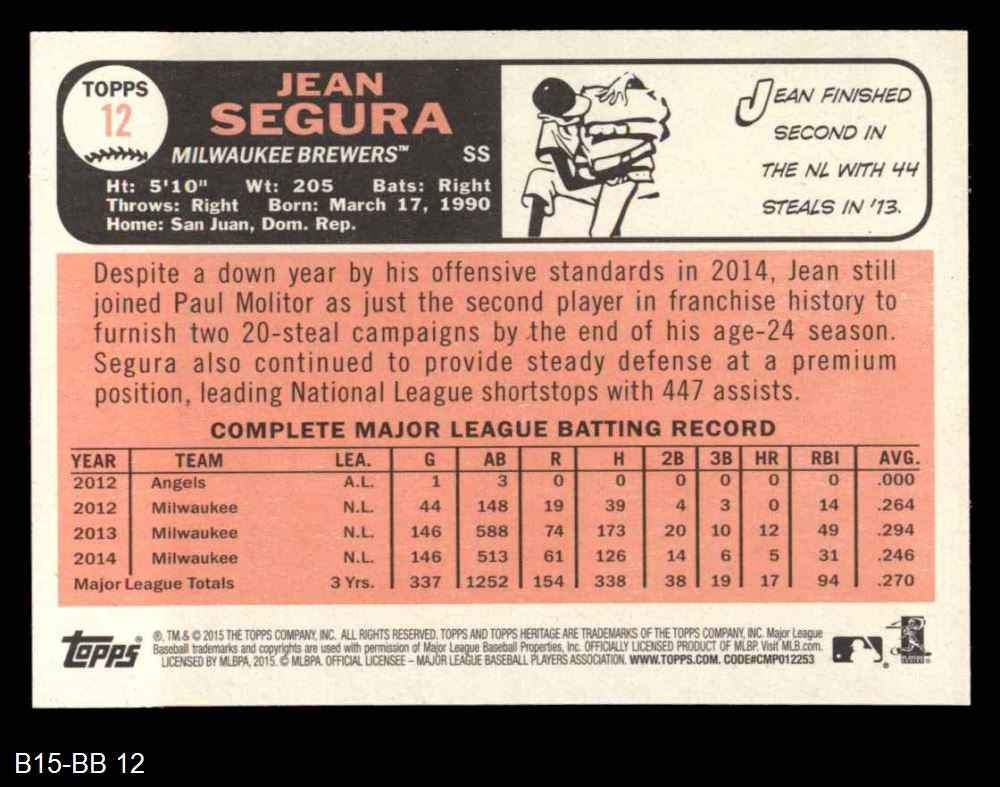 TOPPS
12
JEAN
SEGURA
MILWAUKEE BREWERS™ SS
Ht: 5'10" Wt: 205 Bats: Right
Throws: Right Born: March 17, 1990
Home: San Juan, Dom. Rep.
JEAN FINISHED
SECOND IN
THE NL WITH 44
STEALS IN '13.
Despite a down year by his offensive standards in 2014, Jean still
joined Paul Molitor as just the second player in franchise history to
furnish two 20-steal campaigns by the end of his age-24 season.
Segura also continued to provide steady defense at a premium
position, leading National League shortstops with 447 assists.
COMPLETE MAJOR LEAGUE BATTING RECORD
YEAR TEAM LEA. G AB R H 2B 3B HR RBI AVG.
2012 Angels A.L. 1 3 0 0 0 0 0 0 .000
2012 Milwaukee N.L. 44 148 19 39 4 3 0 14 .264
2013 Milwaukee N.L. 146 588 74 173 20 10 12 49 .294
2014 Milwaukee N.L. 146 513 61 126 14 6 5 31 .246
Major League Totals 3 Yrs. 337 1252 154 338 38 19 17 94 .270
topps®
®, TM & © 2015 THE TOPPS COMPANY, INC. ALL RIGHTS RESERVED. TOPPS AND TOPPS HERITAGE ARE TRADEMARKS OF THE TOPPS COMPANY, INC. Major League
Baseball trademarks and copyrights are used with permission of Major League Baseball Properties, Inc. OFFICIALLY LICENSED PRODUCT OF MLBP. Visit MLB.com.
LICENSED BY MLBPA, 2015. © MLBPA. OFFICIAL LICENSEE – MAJOR LEAGUE BASEBALL PLAYERS ASSOCIATION. WWW.TOPPS.COM. CODE#CMP012253
B15-BB 12